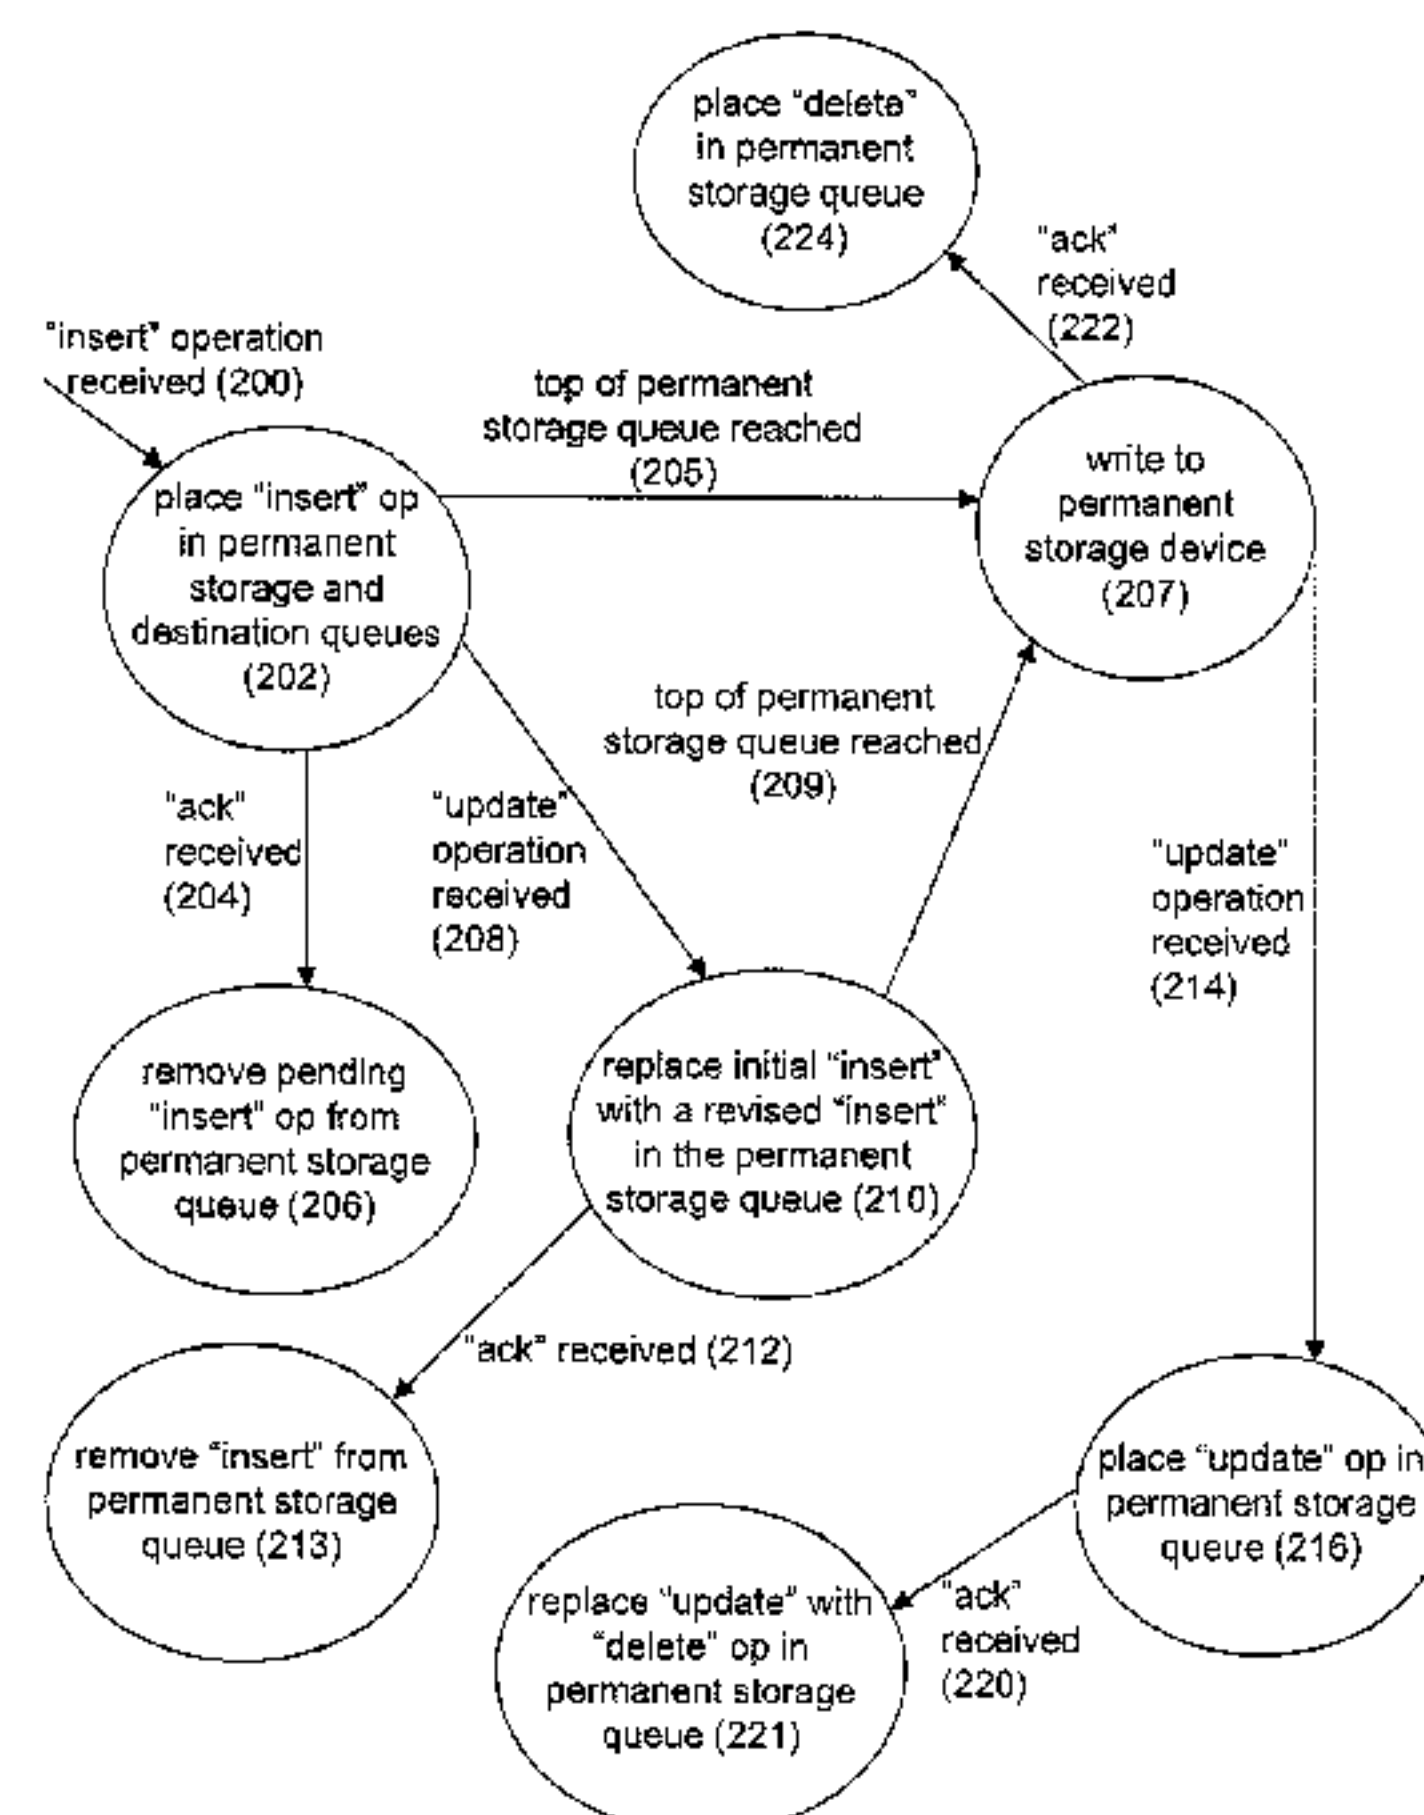 place "delete"
in permanent
storage queue
(224)
"ack"
received
(222)
"insert" operation
received (200)
top of permanent
storage queue reached
(205)
write to
permanent
storage device
(207)
place "insert" op
in permanent
storage and
destination queues
(202)
top of permanent
storage queue reached
(209)
"ack"
received
(204)
"update"
operation
received
(208)
"update"
operation
received
(214)
remove pending
"insert" op from
permanent storage
queue (206)
replace initial "insert"
with a revised "insert"
in the permanent
storage queue (210)
"ack" received (212)
remove "insert" from
permanent storage
queue (213)
place "update" op in
permanent storage
queue (216)
replace "update" with
"delete" op in
permanent storage
queue (221)
"ack"
received
(220)